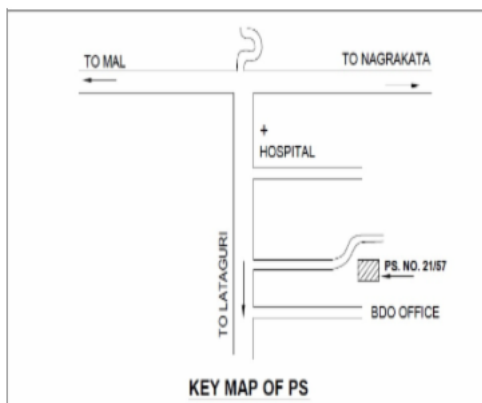 TO MAL
TO NAGRAKATA
+
HOSPITAL
TO LATAGURI
PS. NO. 21/57
BDO OFFICE
KEY MAP OF PS